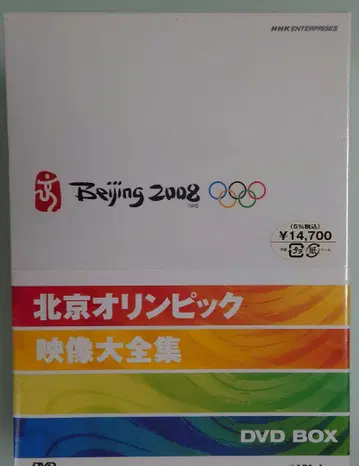 NHK ENTERPRISES
Beijing 2008
(5%税込)
¥14,700
北京オリンピック
映像大全集
DVD BOX